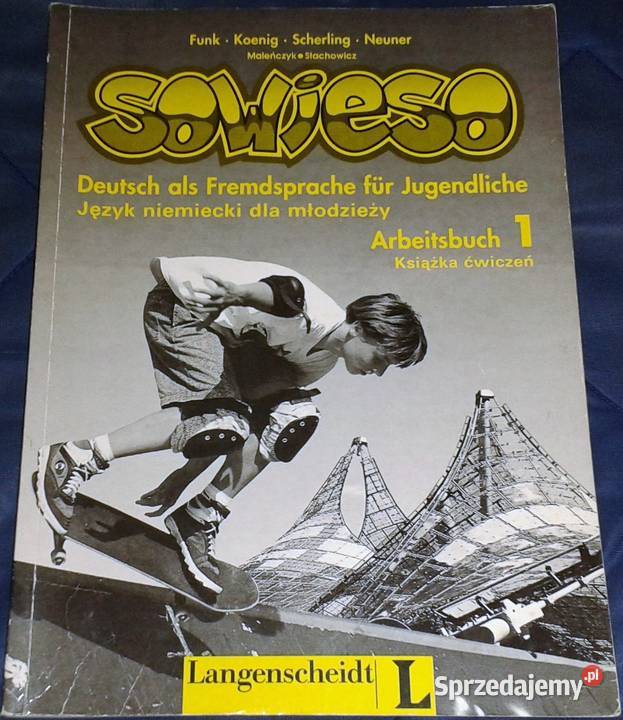 Funk · Koenig · Scherling · Neuner
Maleńczyk • Stachowicz
sowieso
Deutsch als Fremdsprache für Jugendliche
Język niemiecki dla młodzieży
Arbeitsbuch 1
Książka ćwiczeń
Langenscheidt L
Sprzedajemy.pl